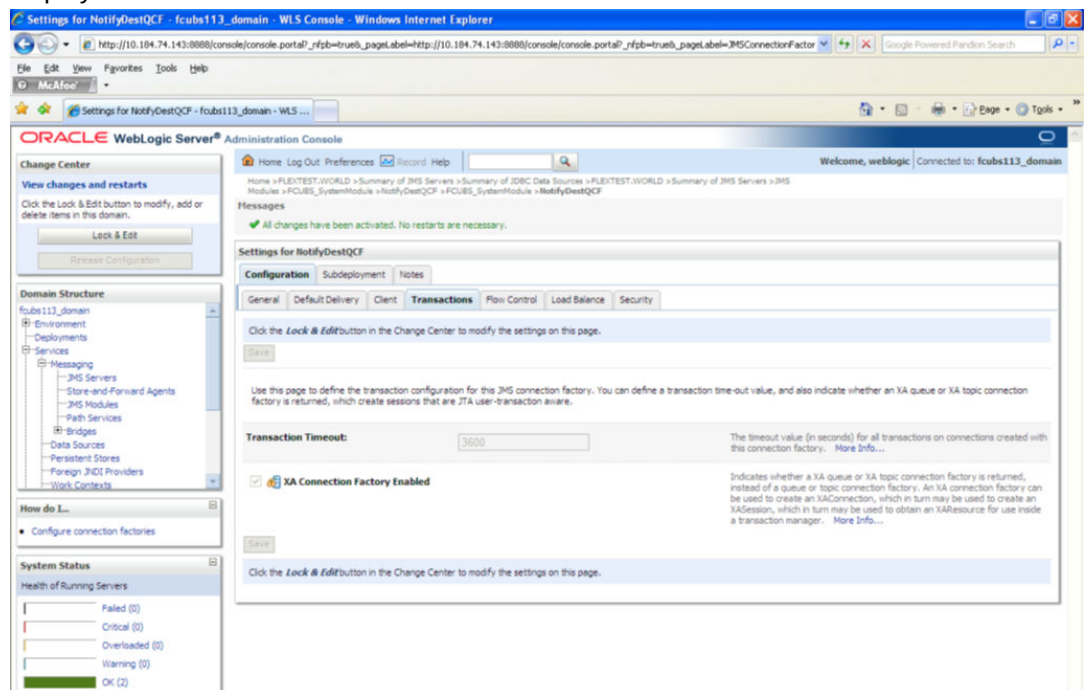 Settings for NotifyDestQCF - fcubs113_domain - WLS Console - Windows Internet Explorer
http://10.184.74.143:8888/console/console.portal?_nfpb=true&_pageLabel=http://10.184.74.143:8888/console/console.portal?_nfpb=true&_pageLabel=JMSConnectionFactor
Google Powered Pandion Search
File Edit View Favorites Tools Help
McAfee
Settings for NotifyDestQCF - fcubs113_domain - WLS ...
Page Tools
ORACLE WebLogic Server® Administration Console
Change Center
View changes and restarts
Click the Lock & Edit button to modify, add or
delete items in this domain.
Lock & Edit
Release Configuration
Domain Structure
fcubs113_domain
Environment
Deployments
Services
Messaging
JMS Servers
Store-and-Forward Agents
JMS Modules
Path Services
Bridges
Data Sources
Persistent Stores
Foreign JNDI Providers
Work Contexts
How do I...
Configure connection factories
System Status
Health of Running Servers
Failed (0)
Critical (0)
Overloaded (0)
Warning (0)
OK (2)
Home Log Out Preferences Record Help
Welcome, weblogic Connected to: fcubs113_domain
Home >FLEXTEST.WORLD >Summary of JMS Servers >Summary of JDBC Data Sources >FLEXTEST.WORLD >Summary of JMS Servers >JMS
Modules >FCUBS_SystemModule >NotifyDestQCF >FCUBS_SystemModule >NotifyDestQCF
Messages
All changes have been activated. No restarts are necessary.
Settings for NotifyDestQCF
Configuration Subdeployment Notes
General Default Delivery Client Transactions Flow Control Load Balance Security
Click the Lock & Edit button in the Change Center to modify the settings on this page.
Save
Use this page to define the transaction configuration for this JMS connection factory. You can define a transaction time-out value, and also indicate whether an XA queue or XA topic connection
factory is returned, which create sessions that are JTA user-transaction aware.
Transaction Timeout:
3600
The timeout value (in seconds) for all transactions on connections created with
this connection factory. More Info...
XA Connection Factory Enabled
Indicates whether a XA queue or XA topic connection factory is returned,
instead of a queue or topic connection factory. An XA connection factory can
be used to create an XAConnection, which in turn may be used to create an
XASession, which in turn may be used to obtain an XAResource for use inside
a transaction manager. More Info...
Save
Click the Lock & Edit button in the Change Center to modify the settings on this page.